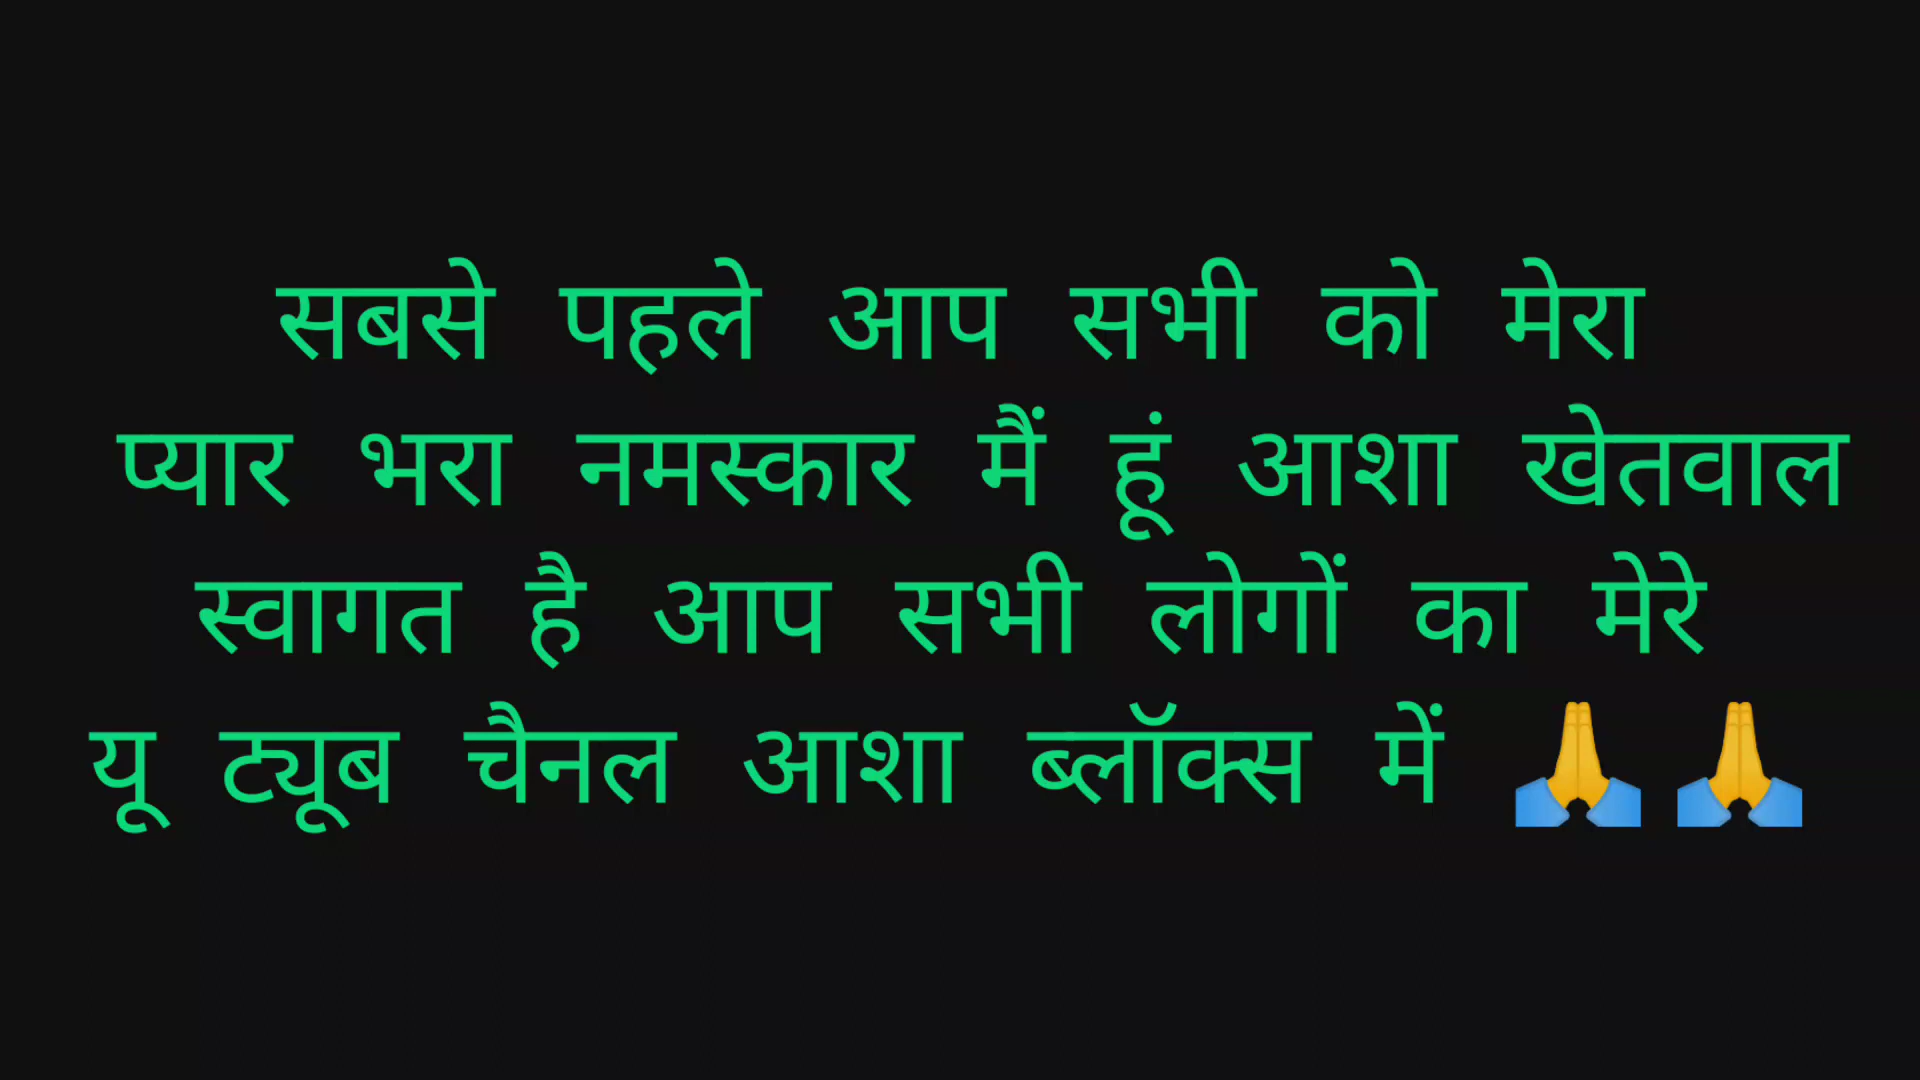 सबसे पहले आप सभी को मेरा
प्यार भरा नमस्कार मैं हूं आशा खेतवाल
स्वागत है आप सभी लोगों का मेरे
यू ट्यूब चैनल आशा ब्लॉक्स में 🙏🙏